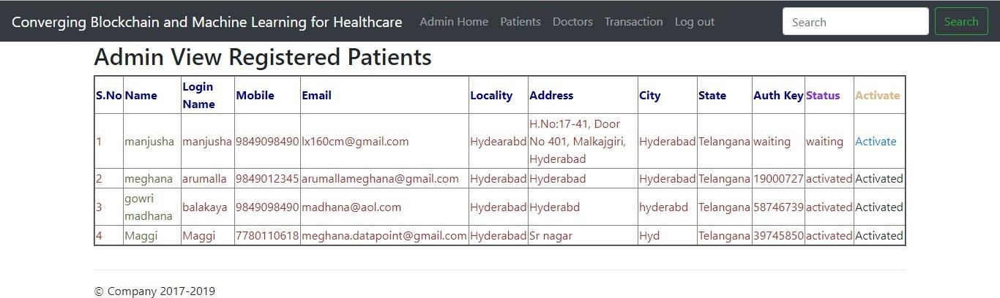 Converging Blockchain and Machine Learning for Healthcare Admin Home Patients Doctors Transaction Log out Search Search
Admin View Registered Patients
S.No Name Login Name Mobile Email Locality Address City State Auth Key Status Activate
1 manjusha manjusha 9849098490 lx160cm@gmail.com Hydearabd H.No:17-41, Door No 401, Malkajgiri, Hyderabad Hyderabad Telangana waiting waiting Activate
2 meghana arumalla 9849012345 arumallameghana@gmail.com Hyderabad Hyderabad Hyderabad Telangana 19000727 activated Activated
3 gowri madhana balakaya 9849098490 madhana@aol.com Hyderabad Hyderabd hyderabd Telangana 58746739 activated Activated
4 Maggi Maggi 7780110618 meghana.datapoint@gmail.com Hyderabad Sr nagar Hyd Telangana 39745850 activated Activated
© Company 2017-2019